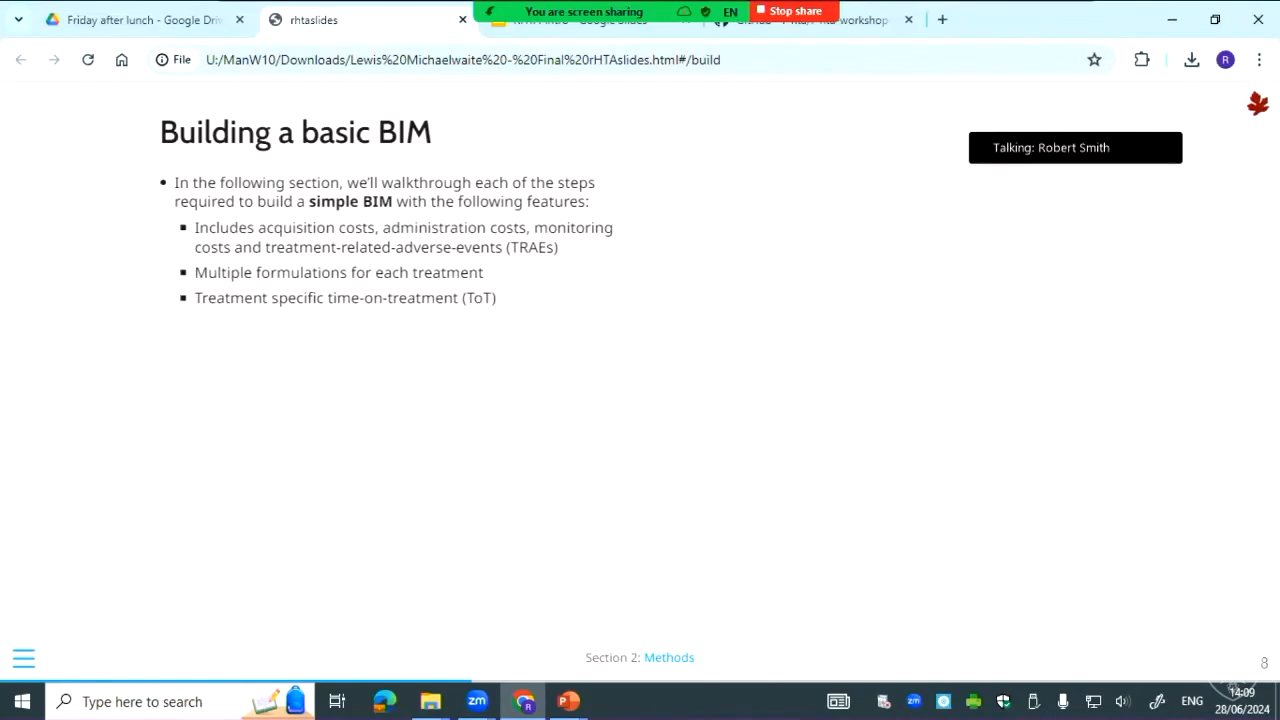 Friday after lunch - Google Driv
rhtaslides
You are screen sharing
EN
Stop share
File
U:/ManW10/Downloads/Lewis%20Michaelwaite%20-%20Final%20rHTAslides.html#/build
R
Building a basic BIM
Talking: Robert Smith
• In the following section, we'll walkthrough each of the steps
required to build a simple BIM with the following features:
▪ Includes acquisition costs, administration costs, monitoring
costs and treatment-related-adverse-events (TRAEs)
▪ Multiple formulations for each treatment
▪ Treatment specific time-on-treatment (ToT)
Section 2: Methods
8
Type here to search
zm
R
zm
ENG
14:09
28/06/2024